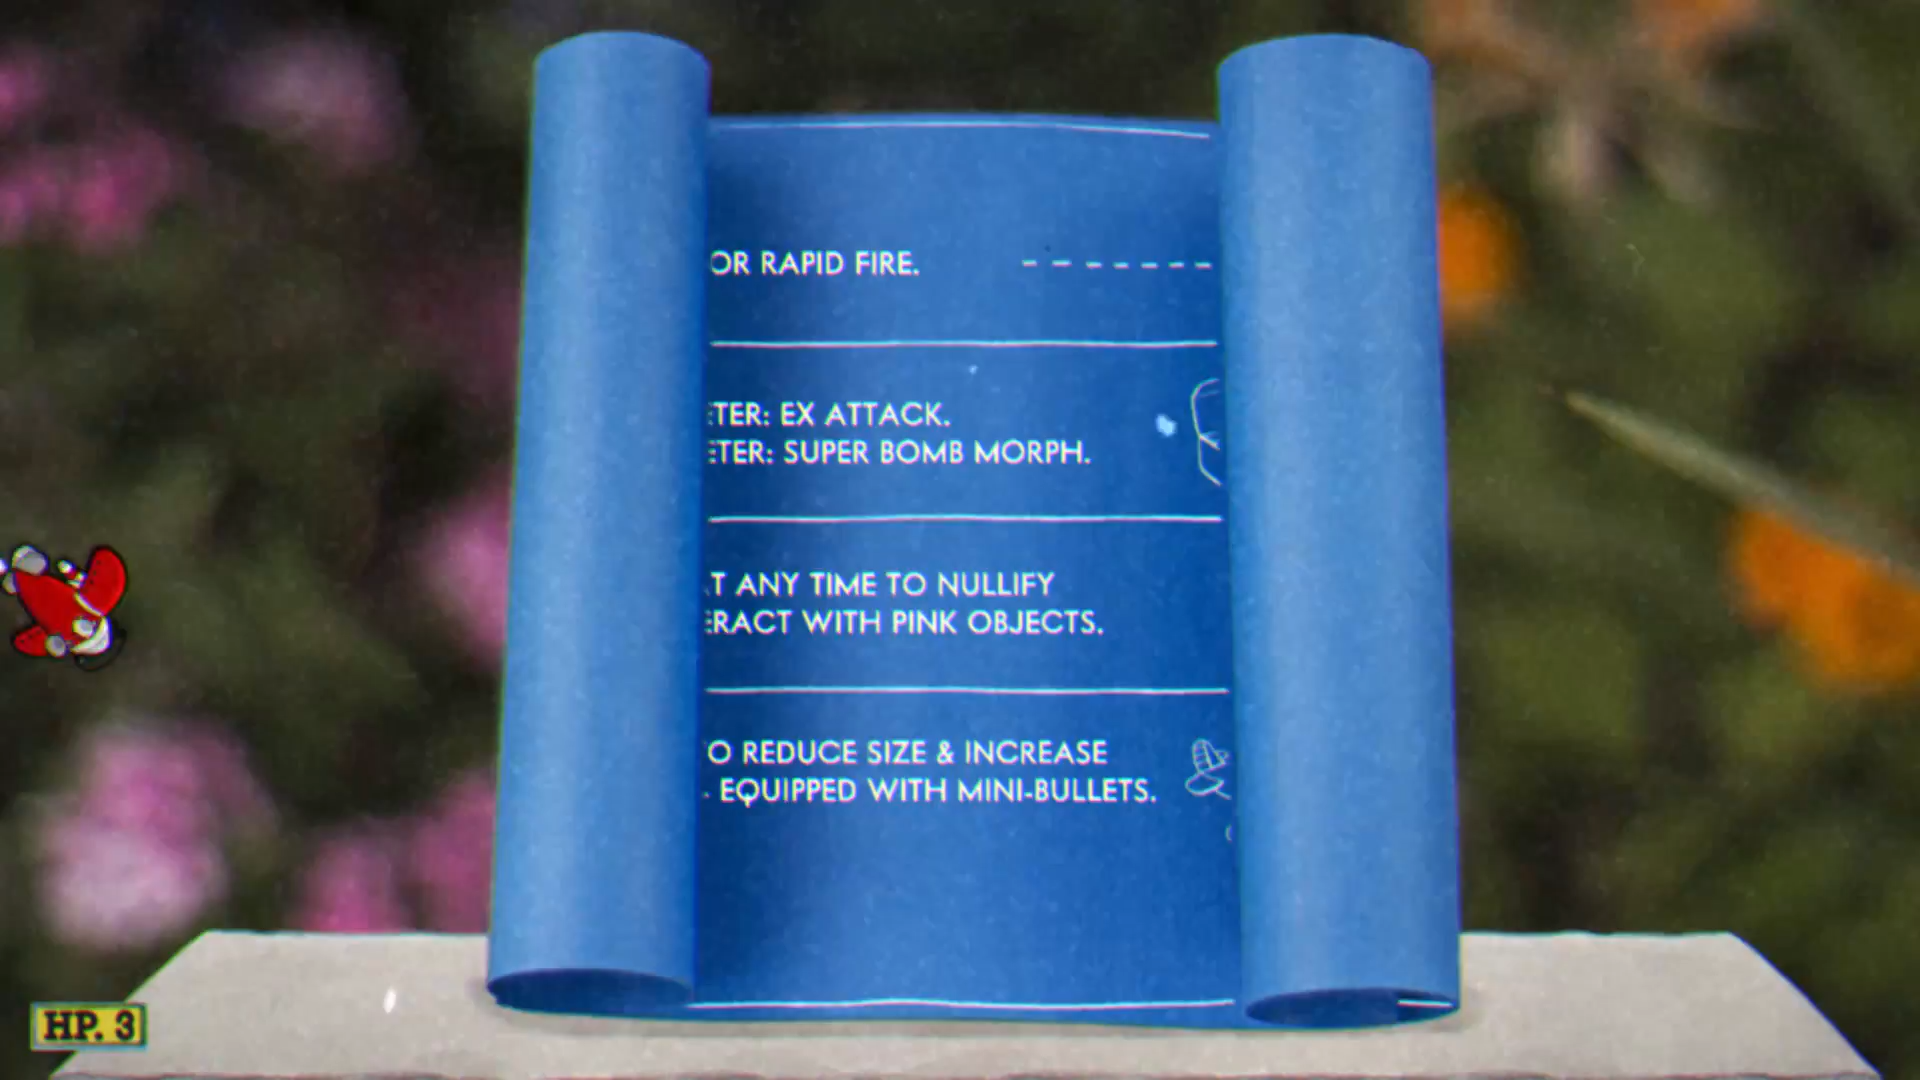 OR RAPID FIRE.
ETER: EX ATTACK.
ETER: SUPER BOMB MORPH.
T ANY TIME TO NULLIFY
ERACT WITH PINK OBJECTS.
O REDUCE SIZE & INCREASE
EQUIPPED WITH MINI-BULLETS.
HP. 3